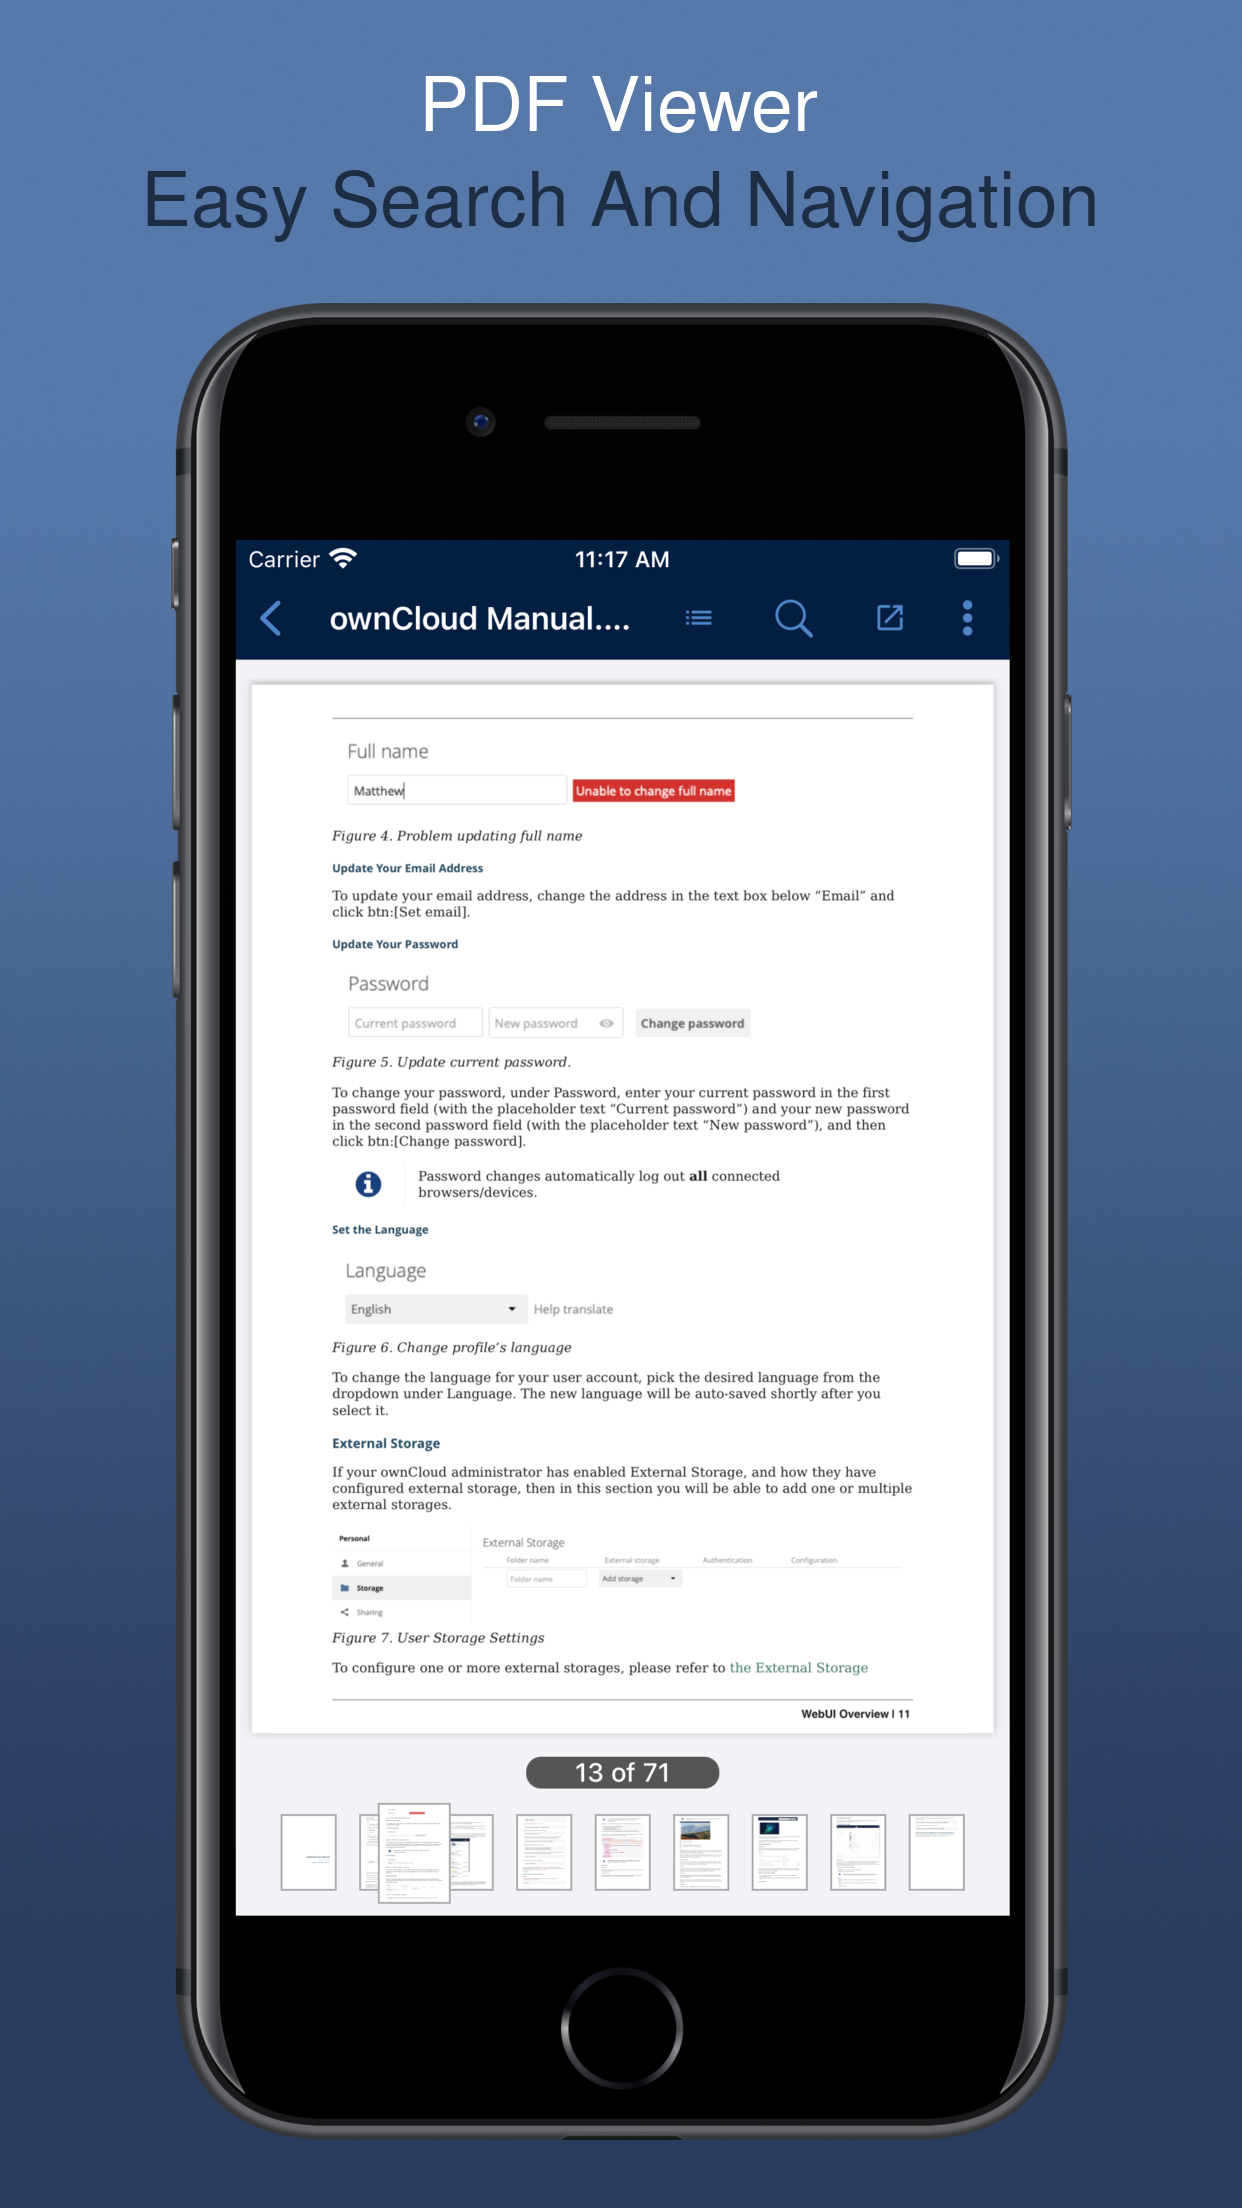 PDF Viewer
Easy Search And Navigation
Carrier
11:17 AM
ownCloud Manual....
Full name
Matthew
Unable to change full name
Figure 4. Problem updating full name
Update Your Email Address
To update your email address, change the address in the text box below “Email” and
click btn:[Set email].
Update Your Password
Password
Current password
New password
Change password
Figure 5. Update current password.
To change your password, under Password, enter your current password in the first
password field (with the placeholder text “Current password”) and your new password
in the second password field (with the placeholder text “New password”), and then
click btn:[Change password].
Password changes automatically log out all connected
browsers/devices.
Set the Language
Language
English
Help translate
Figure 6. Change profile’s language
To change the language for your user account, pick the desired language from the
dropdown under Language. The new language will be auto-saved shortly after you
select it.
External Storage
If your ownCloud administrator has enabled External Storage, and how they have
configured external storage, then in this section you will be able to add one or multiple
external storages.
Personal
General
Storage
Sharing
External Storage
Folder name
External storage
Authentication
Configuration
Folder name
Add storage
Figure 7. User Storage Settings
To configure one or more external storages, please refer to the External Storage
WebUI Overview | 11
13 of 71